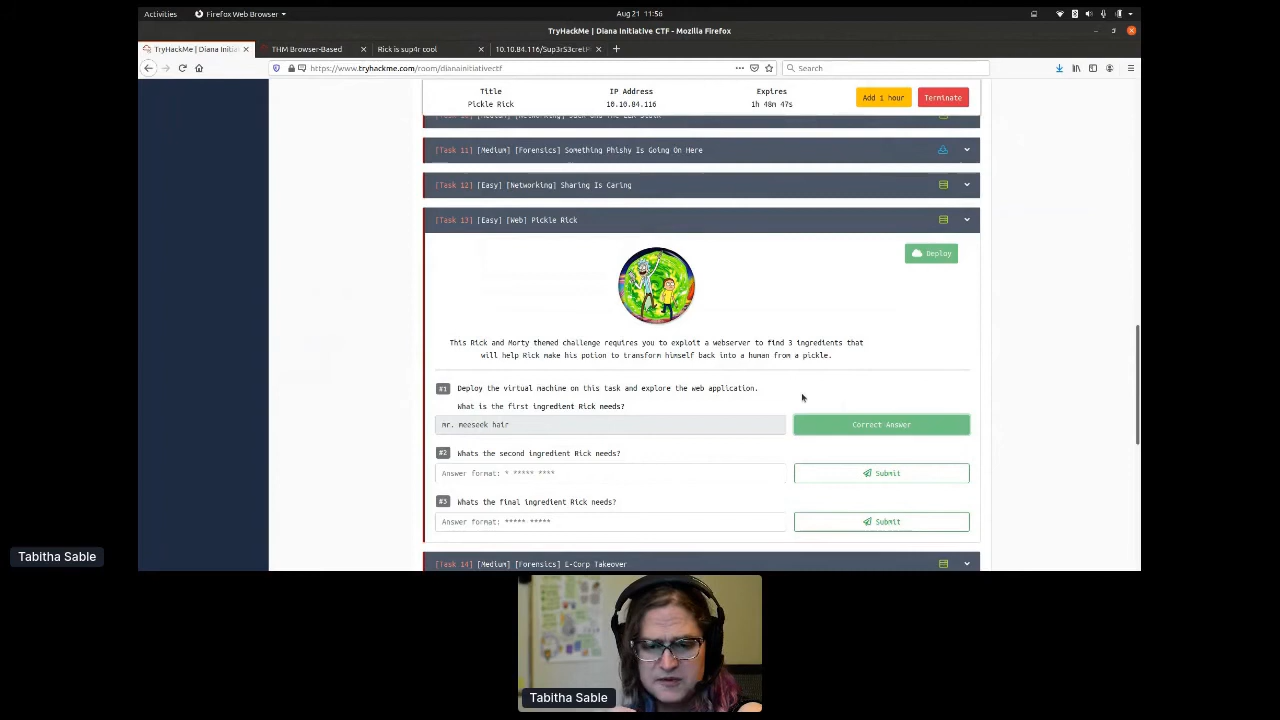 Activities
Firefox Web Browser
Aug 21 11:56
TryHackMe | Diana Initiative CTF - Mozilla Firefox
TryHackMe | Diana Initia
THM Browser-Based
Rick is sup4r cool
10.10.84.116/Sup3rS3cretP
https://www.tryhackme.com/room/dianainitiativectf
Search
Title
IP Address
Expires
Pickle Rick
10.10.84.116
1h 48m 47s
Add 1 hour
Terminate
[Task 11] [Medium] [Forensics] Something Phishy Is Going On Here
[Task 12] [Easy] [Networking] Sharing Is Caring
[Task 13] [Easy] [Web] Pickle Rick
Deploy
This Rick and Morty themed challenge requires you to exploit a webserver to find 3 ingredients that
will help Rick make his potion to transform himself back into a human from a pickle.
#1 Deploy the virtual machine on this task and explore the web application.
What is the first ingredient Rick needs?
mr. meeseek hair
Correct Answer
#2 Whats the second ingredient Rick needs?
Answer format: * ***** ****
Submit
#3 Whats the final ingredient Rick needs?
Answer format: ***** *****
Submit
[Task 14] [Medium] [Forensics] E-Corp Takeover
Tabitha Sable
Tabitha Sable